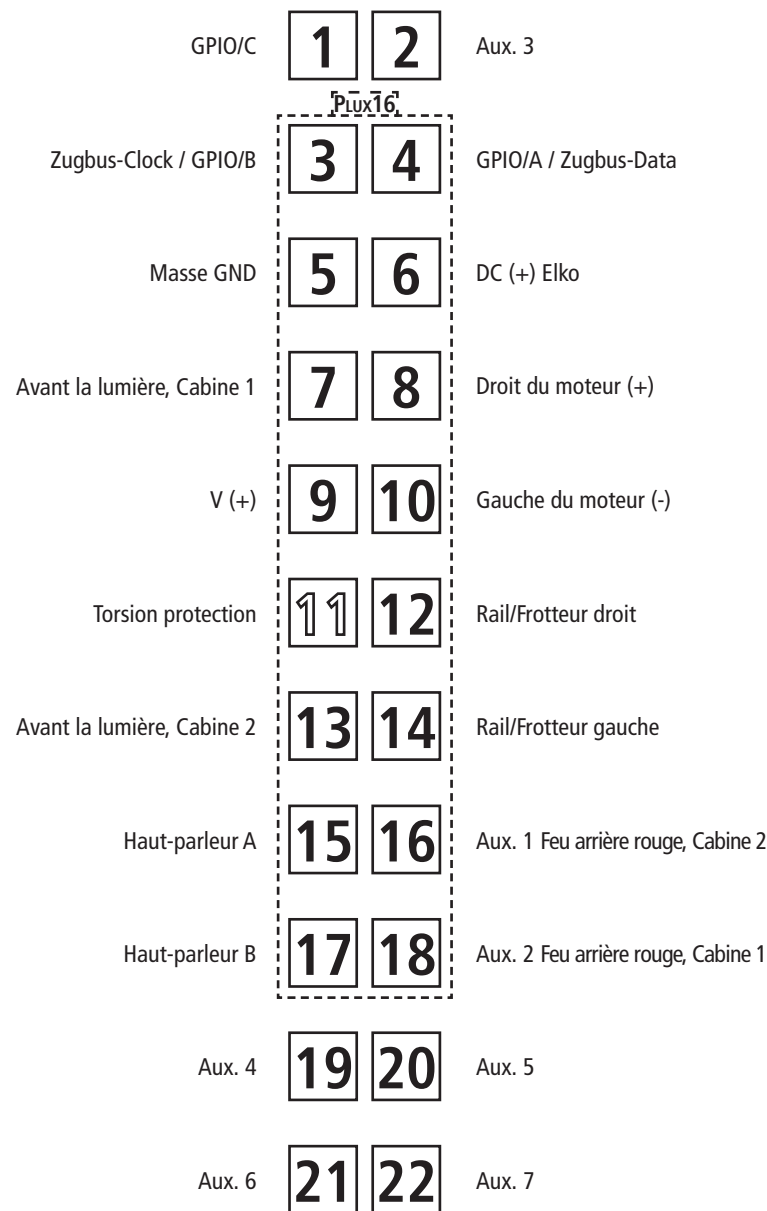 GPIO/C 1 2 Aux. 3
PLUX16
Zugbus-Clock / GPIO/B 3 4 GPIO/A / Zugbus-Data
Masse GND 5 6 DC (+) Elko
Avant la lumière, Cabine 1 7 8 Droit du moteur (+)
V (+) 9 10 Gauche du moteur (-)
Torsion protection 11 12 Rail/Frotteur droit
Avant la lumière, Cabine 2 13 14 Rail/Frotteur gauche
Haut-parleur A 15 16 Aux. 1 Feu arrière rouge, Cabine 2
Haut-parleur B 17 18 Aux. 2 Feu arrière rouge, Cabine 1
Aux. 4 19 20 Aux. 5
Aux. 6 21 22 Aux. 7